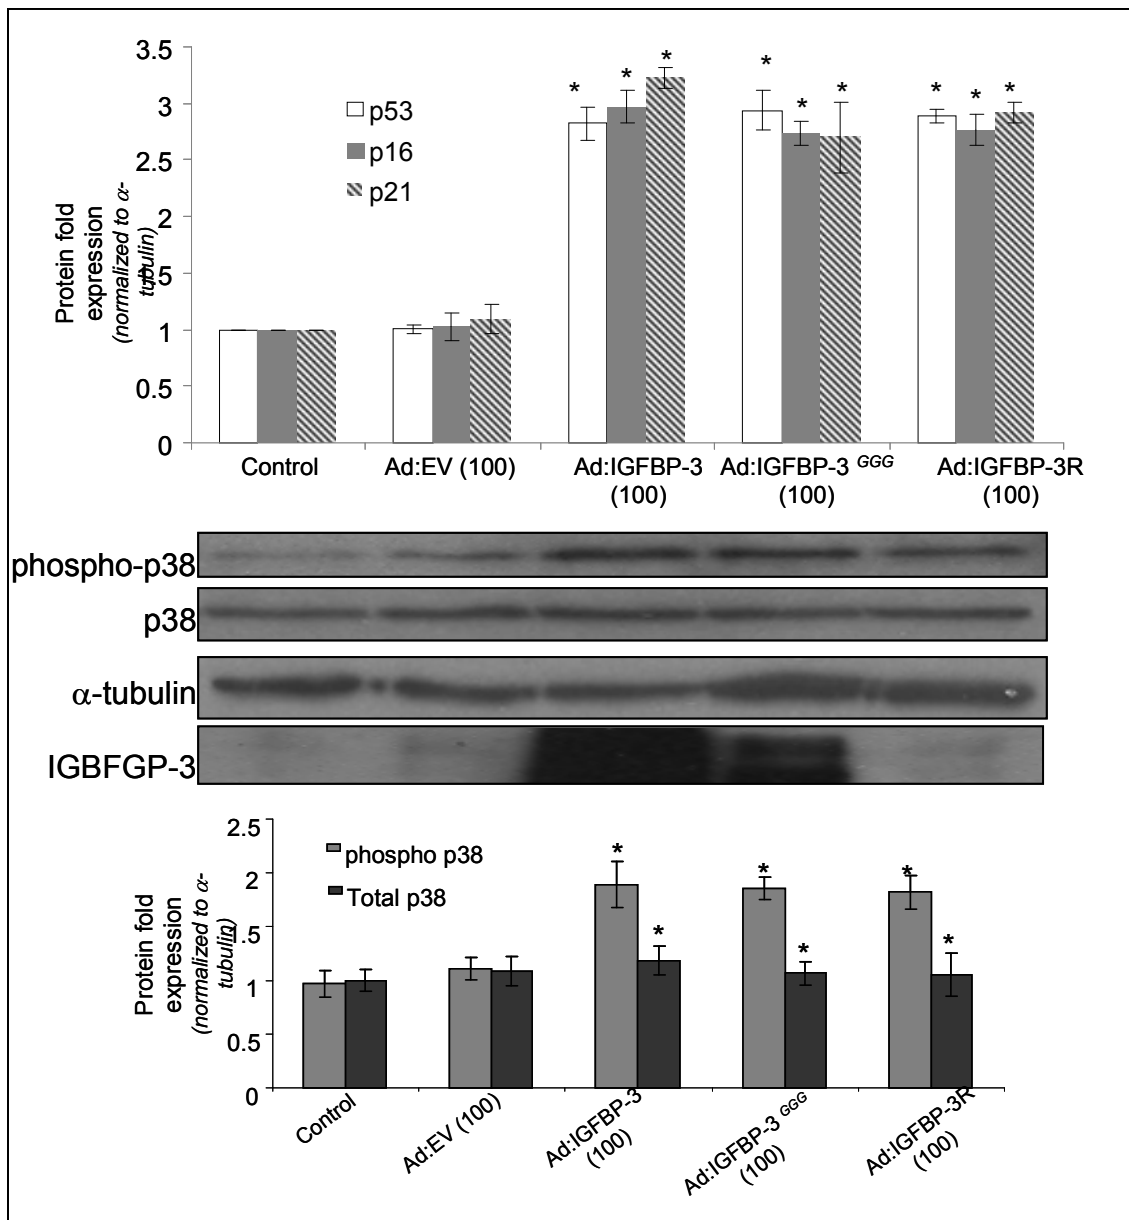 3.5
3
2.5
2
1.5
1
0.5
0
Protein fold
expression
(normalized to α-
tubulin)
p53
p16
p21
* * *
* * *
* * *
Control
Ad:EV (100)
Ad:IGFBP-3
(100)
Ad:IGFBP-3 GGG
(100)
Ad:IGFBP-3R
(100)
phospho-p38
p38
α-tubulin
IGBFGP-3
2.5
2
1.5
1
0.5
0
Protein fold
expression
(normalized to α-
tubulin)
phospho p38
Total p38
* *
* *
* *
Control
Ad:EV (100)
Ad:IGFBP-3
(100)
Ad:IGFBP-3 GGG
(100)
Ad:IGFBP-3R
(100)